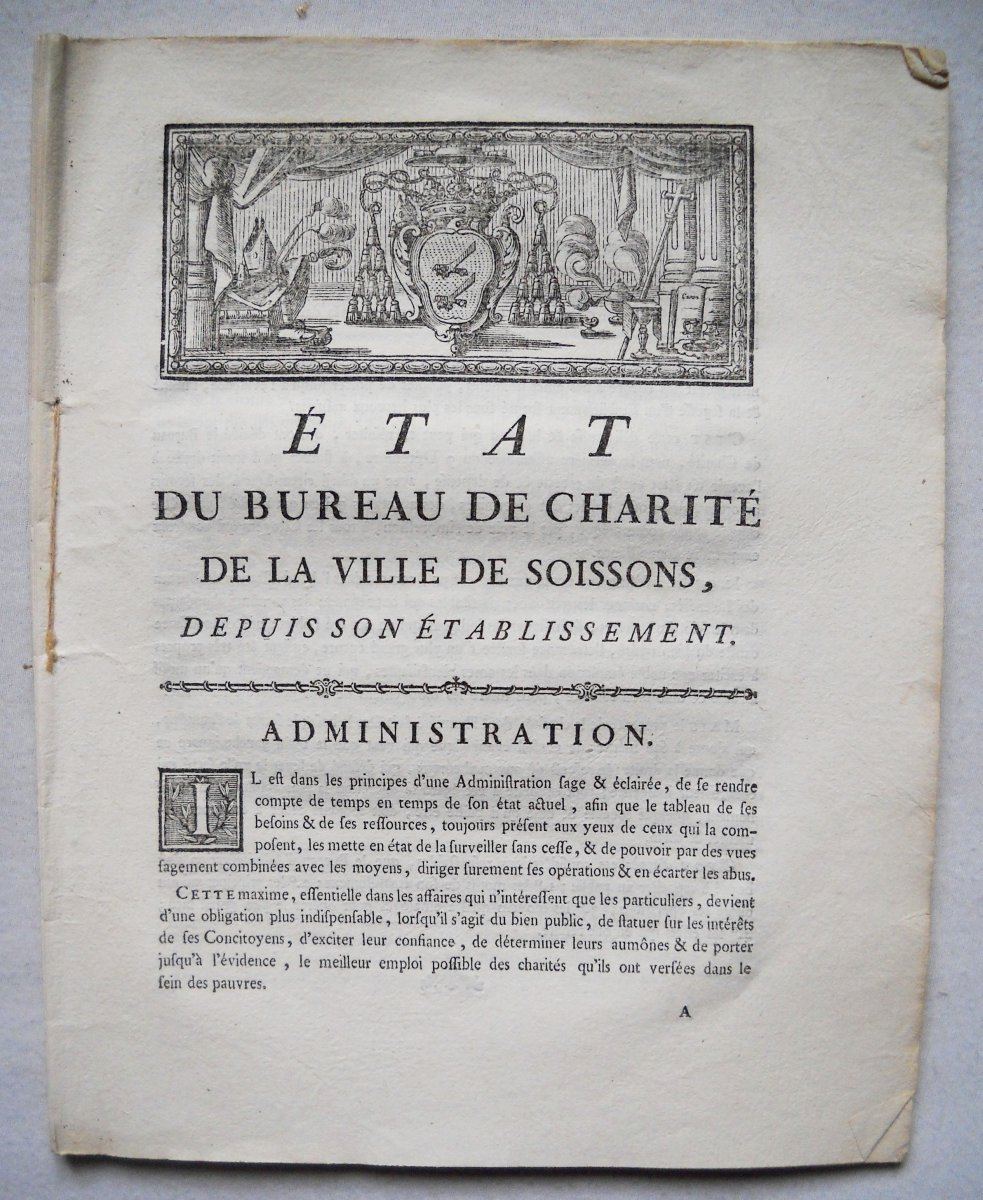 ÉTAT
DU BUREAU DE CHARITÉ
DE LA VILLE DE SOISSONS,
DEPUIS SON ÉTABLISSEMENT.
ADMINISTRATION.
IL eſt dans les principes d'une Adminiſtration ſage & éclairée, de ſe rendre
compte de temps en temps de ſon état actuel, afin que le tableau de ſes
beſoins & de ſes reſſources, toujours préſent aux yeux de ceux qui la com-
poſent, les mette en état de la ſurveiller ſans ceſſe, & de pouvoir par des vues
ſagement combinées avec les moyens, diriger ſurement ſes opérations & en écarter les abus.
CETTE maxime, eſſentielle dans les affaires qui n'intéreſſent que les particuliers, devient
d'une obligation plus indiſpenſable, lorſqu'il s'agit du bien public, de ſtatuer ſur les intérêts
de ſes Concitoyens, d'exciter leur confiance, de déterminer leurs aumônes & de porter
juſqu'à l'évidence, le meilleur emploi poſſible des charités qu'ils ont verſées dans le
ſein des pauvres.
A